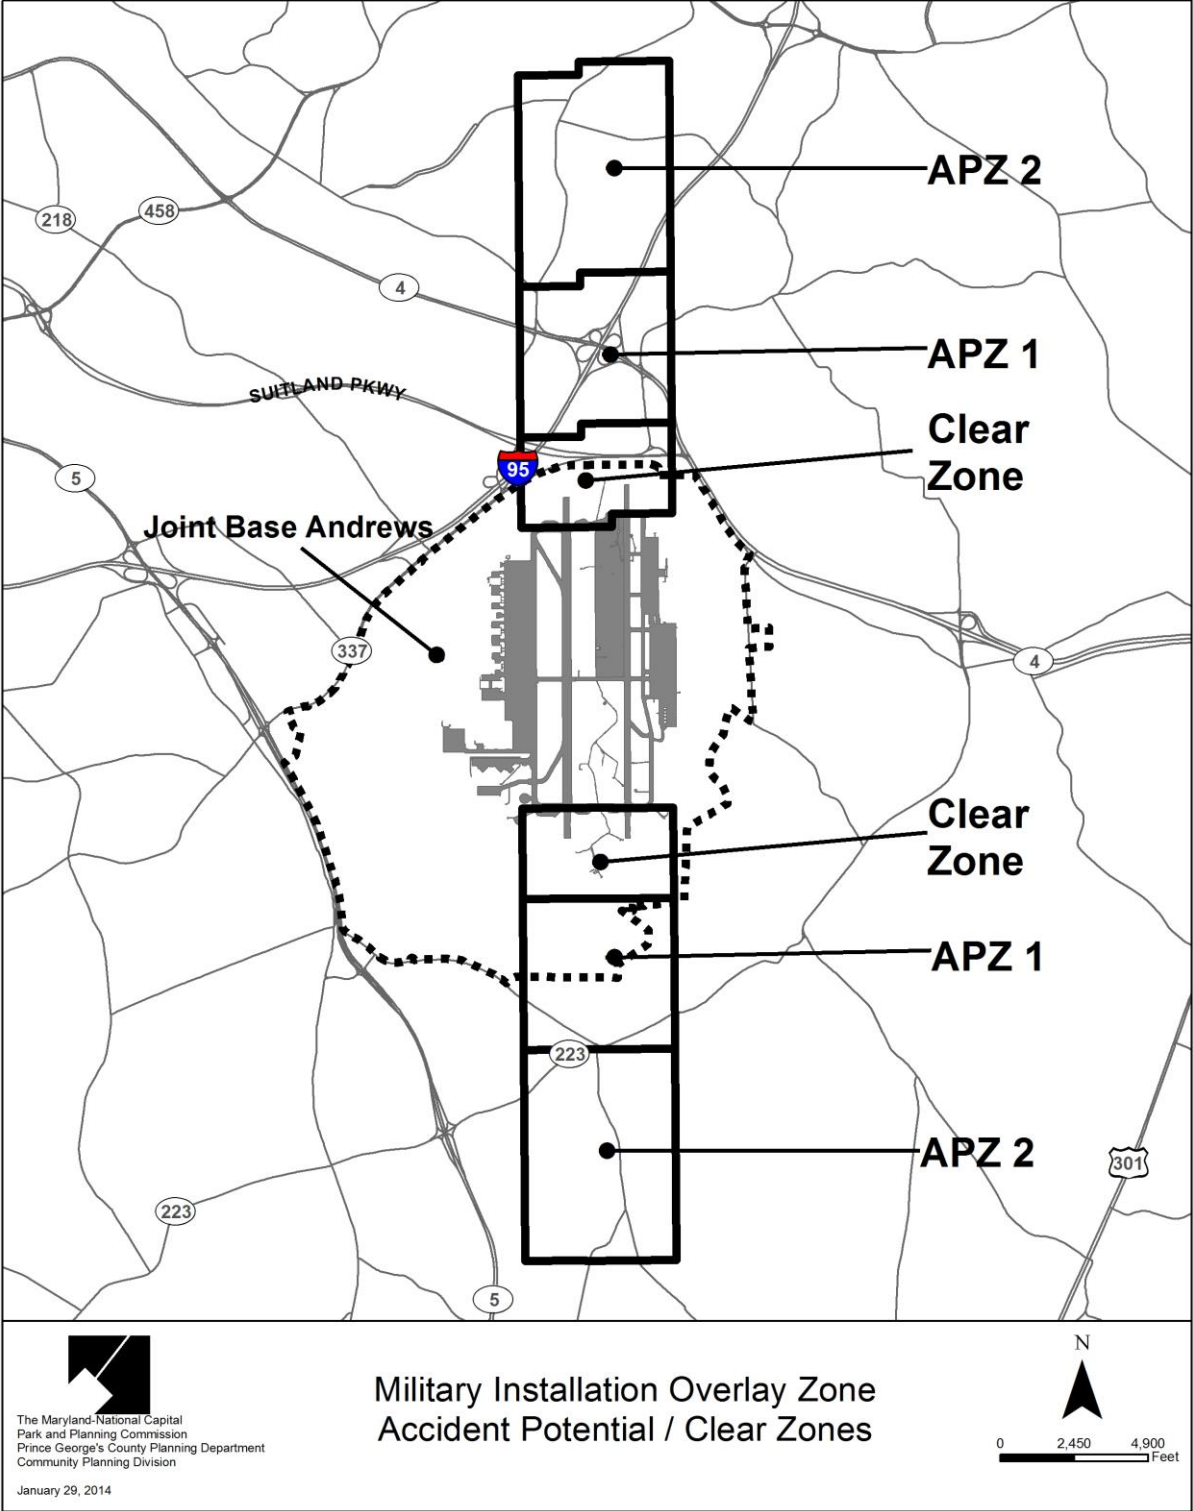 APZ 2
218
458
4
APZ 1
SUITLAND PKWY
Clear
Zone
95
5
Joint Base Andrews
337
4
Clear
Zone
APZ 1
223
APZ 2
301
223
5
The Maryland-National Capital
Park and Planning Commission
Prince George's County Planning Department
Community Planning Division
January 29, 2014
Military Installation Overlay Zone
Accident Potential / Clear Zones
N
0 2,450 4,900
Feet